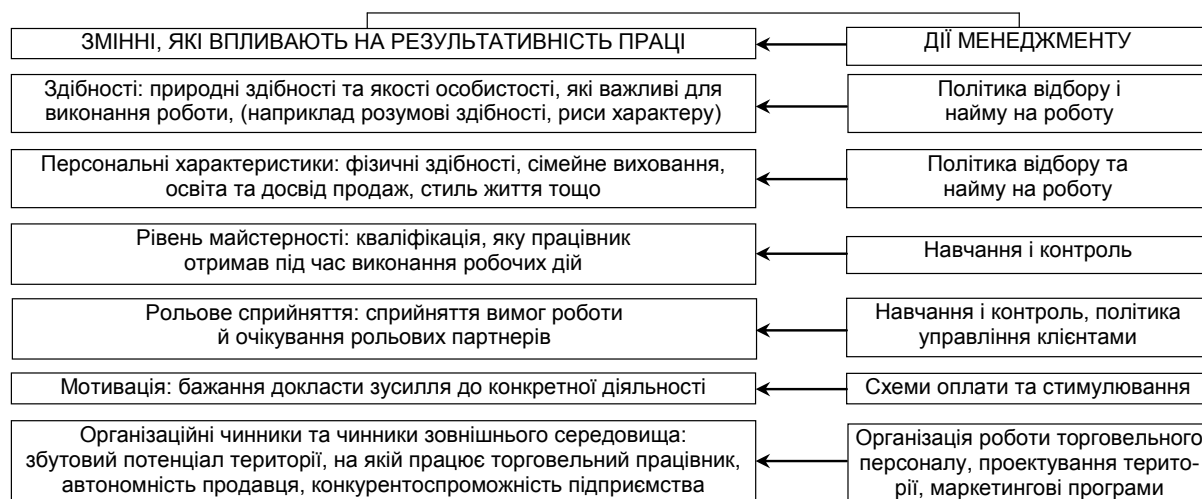 ЗМІННІ, ЯКІ ВПЛИВАЮТЬ НА РЕЗУЛЬТАТИВНІСТЬ ПРАЦІ
ДІЇ МЕНЕДЖМЕНТУ
Здібності: природні здібності та якості особистості, які важливі для
виконання роботи, (наприклад розумові здібності, риси характеру)
Політика відбору і
найму на роботу
Персональні характеристики: фізичні здібності, сімейне виховання,
освіта та досвід продаж, стиль життя тощо
Політика відбору та
найму на роботу
Рівень майстерності: кваліфікація, яку працівник
отримав під час виконання робочих дій
Навчання і контроль
Рольове сприйняття: сприйняття вимог роботи
й очікування рольових партнерів
Навчання і контроль, політика
управління клієнтами
Мотивація: бажання докласти зусилля до конкретної діяльності
Схеми оплати та стимулювання
Організаційні чинники та чинники зовнішнього середовища:
збутовий потенціал території, на якій працює торговельний працівник,
автономність продавця, конкурентоспроможність підприємства
Організація роботи торговельного
персоналу, проектування терито-
рії, маркетингові програми